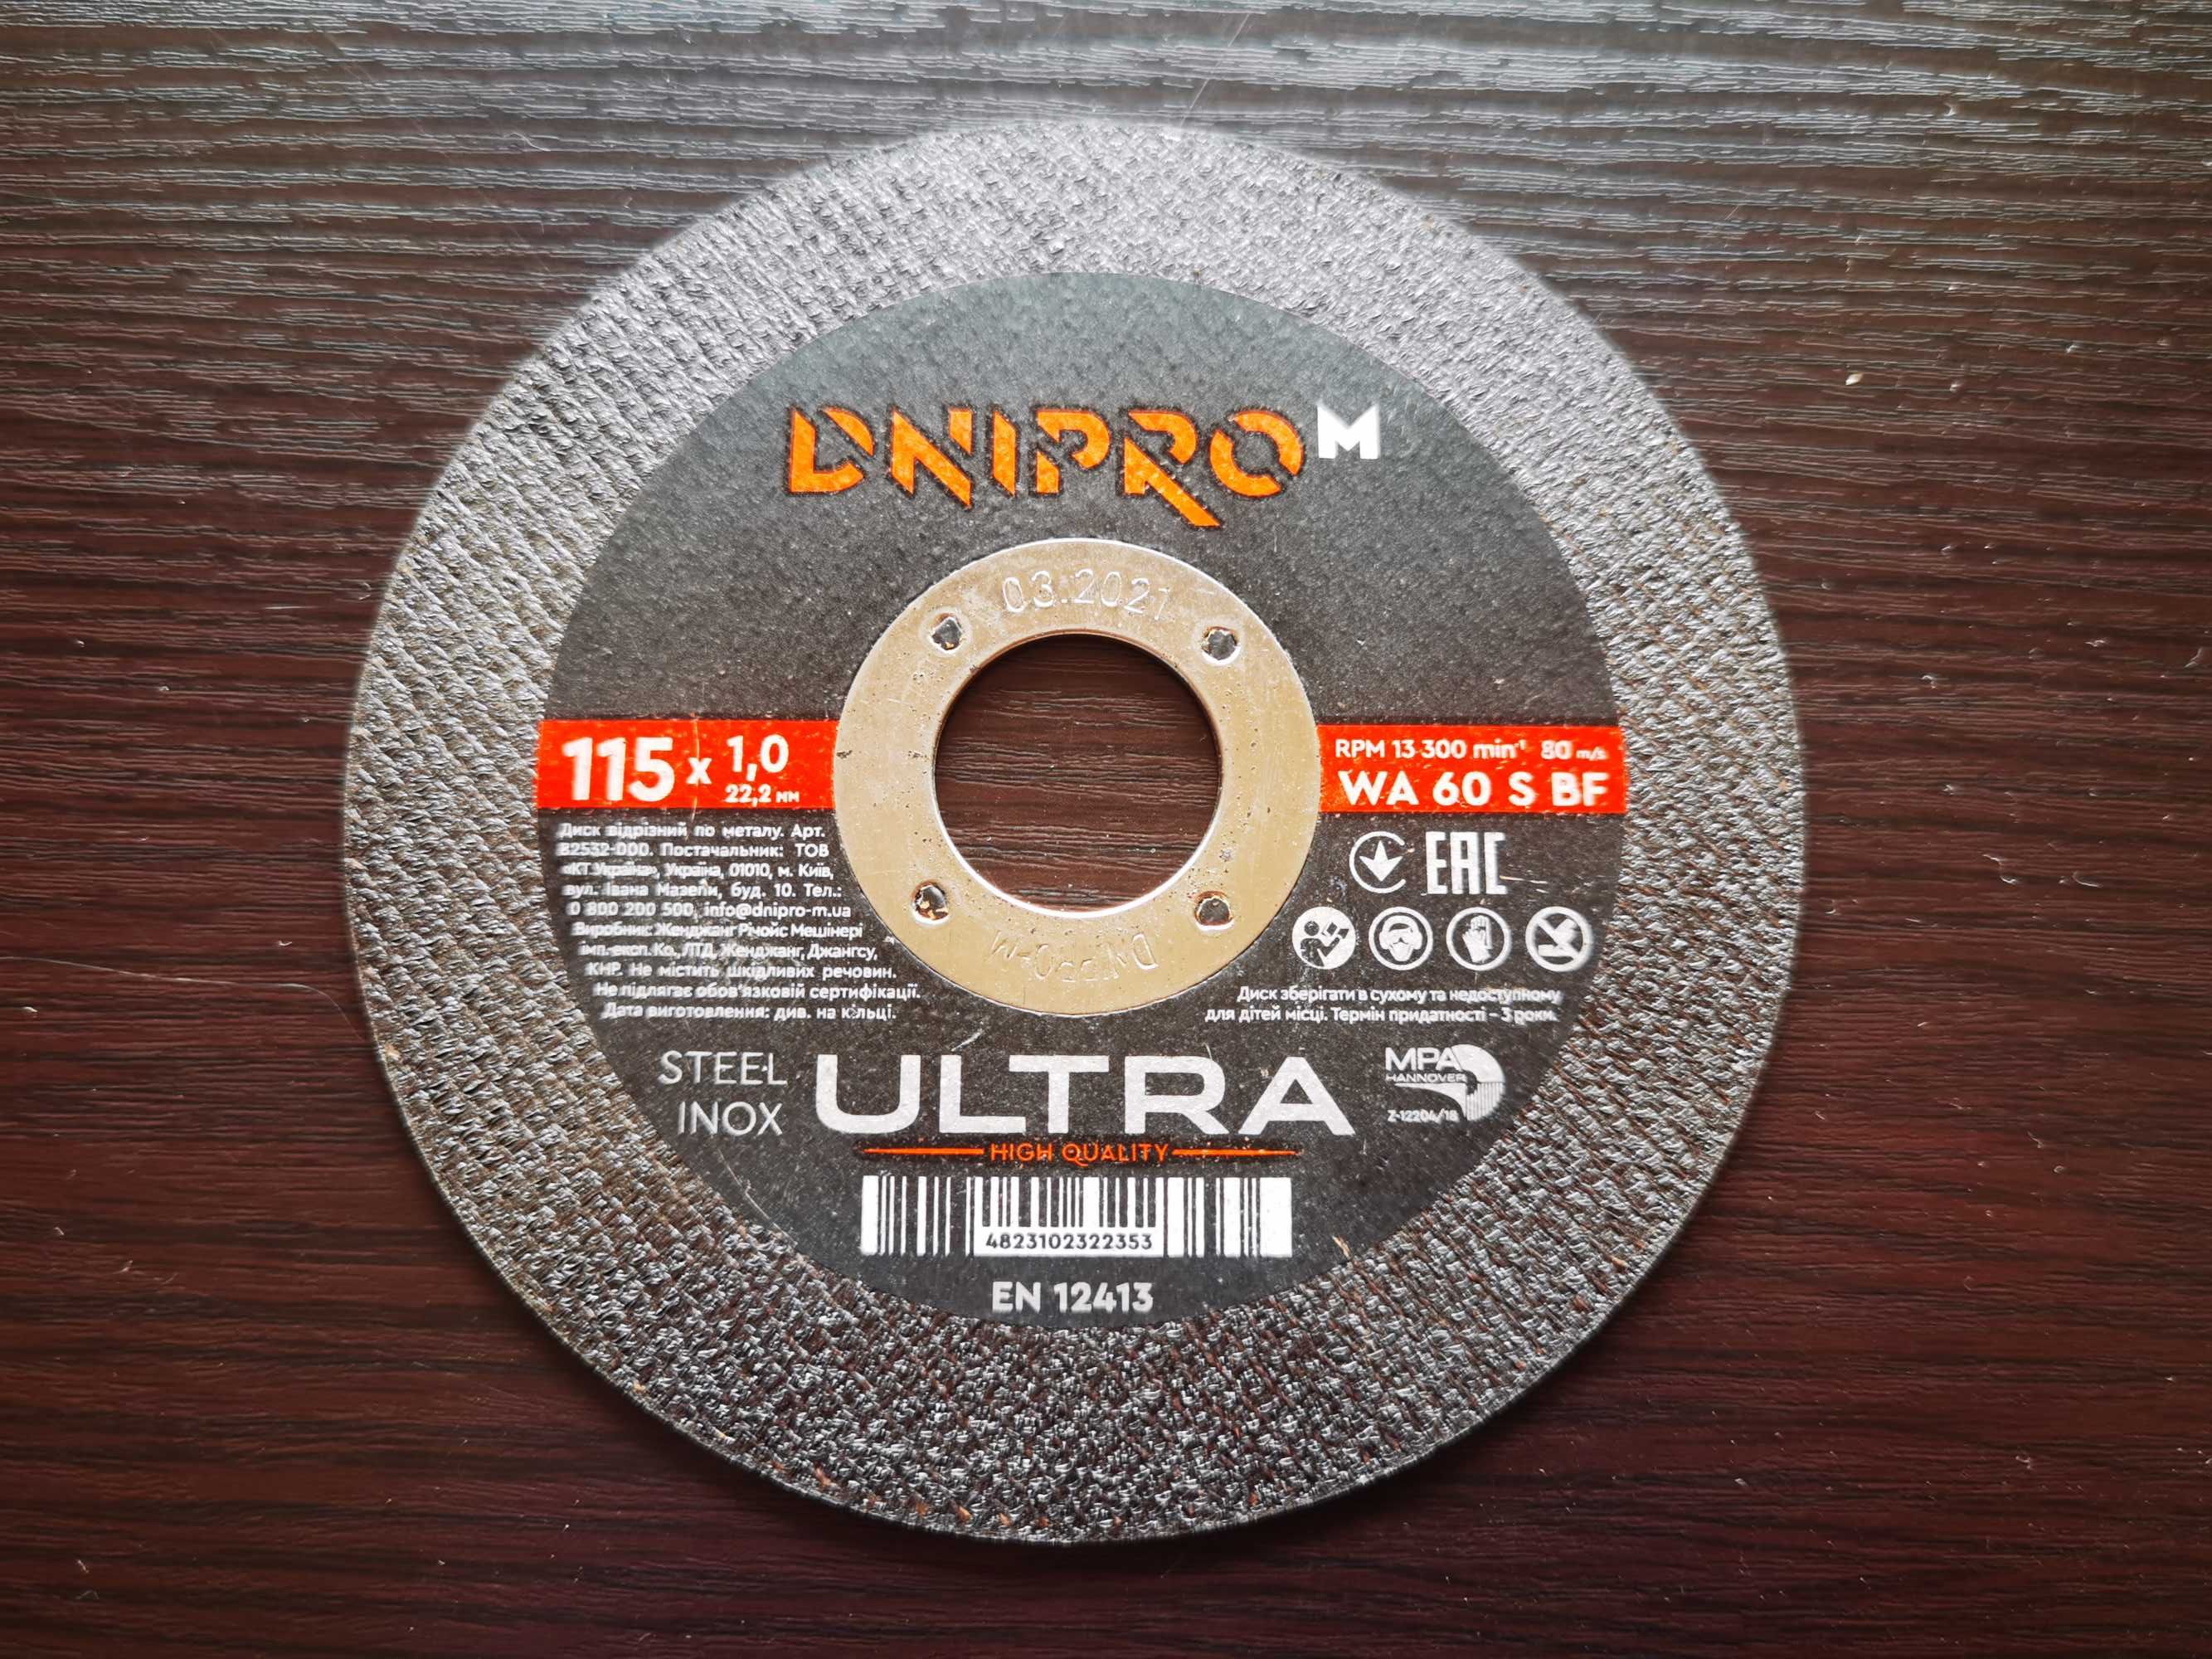 DNIPRO M
03.2021
115 x 1,0
22,2 мм
RPM 13 300 min⁻¹ 80 m/s
WA 60 S BF
Диск відрізний по металу. Арт.
82532-000. Постачальник: ТОВ
«КТ Україна», Україна, 01010, м. Київ,
вул. Івана Мазепи, буд. 10. Тел.:
0 800 200 500, info@dnipro-m.ua
Виробник: Женджанг Річойс Мешінері
імп.-експ. Ко., ЛТД, Женджанг, Джангсу,
КНР. Не містить шкідливих речовин.
Не підлягає обов'язковій сертифікації.
Дата виготовлення: див. на кільці.
EAC
DNIPRO-M
Диск зберігати в сухому та недоступному
для дітей місці. Термін придатності – 3 роки.
STEEL
INOX
ULTRA
HIGH QUALITY
MPA
HANNOVER
Z-12204/18
4823102322353
EN 12413